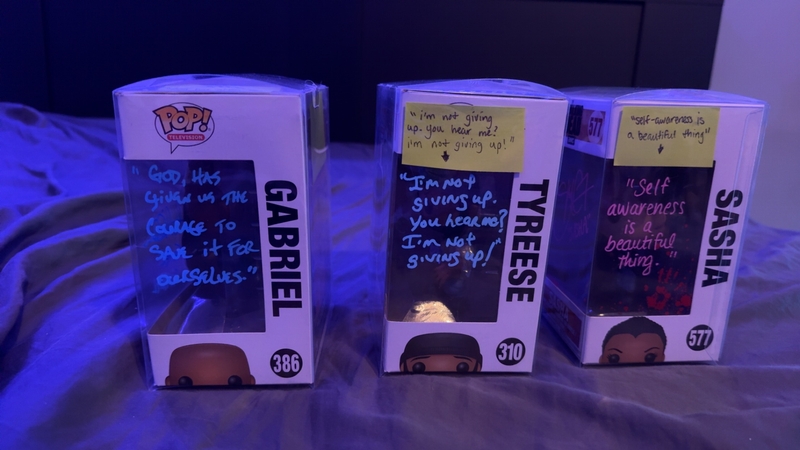 POP!
TELEVISION
"GOD, HAS
GIVEN US THE
COURAGE TO
SAVE iT FOR
OURSELVES."
GABRIEL
386
"i'm not giving
up. you hear me?
i'm not giving up!"
"I'm not
giving up.
You hear me?
I'm not
giving up!"
TYREESE
310
577
"self-awareness is
a beautiful thing"
"Self
awareness
is a
beautiful
thing."
SASHA
577